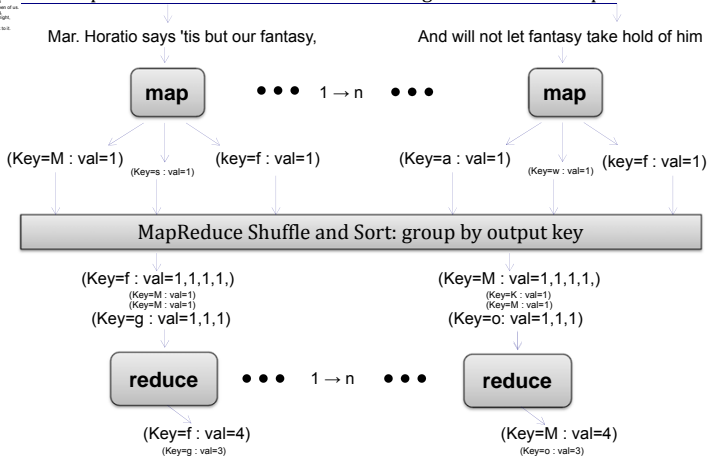 Mar. Horatio says 'tis but our fantasy,
And will not let fantasy take hold of him
map
1 → n
map
(Key=M : val=1)
(Key=s : val=1)
(key=f : val=1)
(Key=a : val=1)
(Key=w : val=1)
(key=f : val=1)
MapReduce Shuffle and Sort: group by output key
(Key=f : val=1,1,1,1,)
(Key=M : val=1)
(Key=M : val=1)
(Key=g : val=1,1,1)
(Key=M : val=1,1,1,1,)
(Key=K : val=1)
(Key=M : val=1)
(Key=o: val=1,1,1)
reduce
1 → n
reduce
(Key=f : val=4)
(Key=g : val=3)
(Key=M : val=4)
(Key=o : val=3)